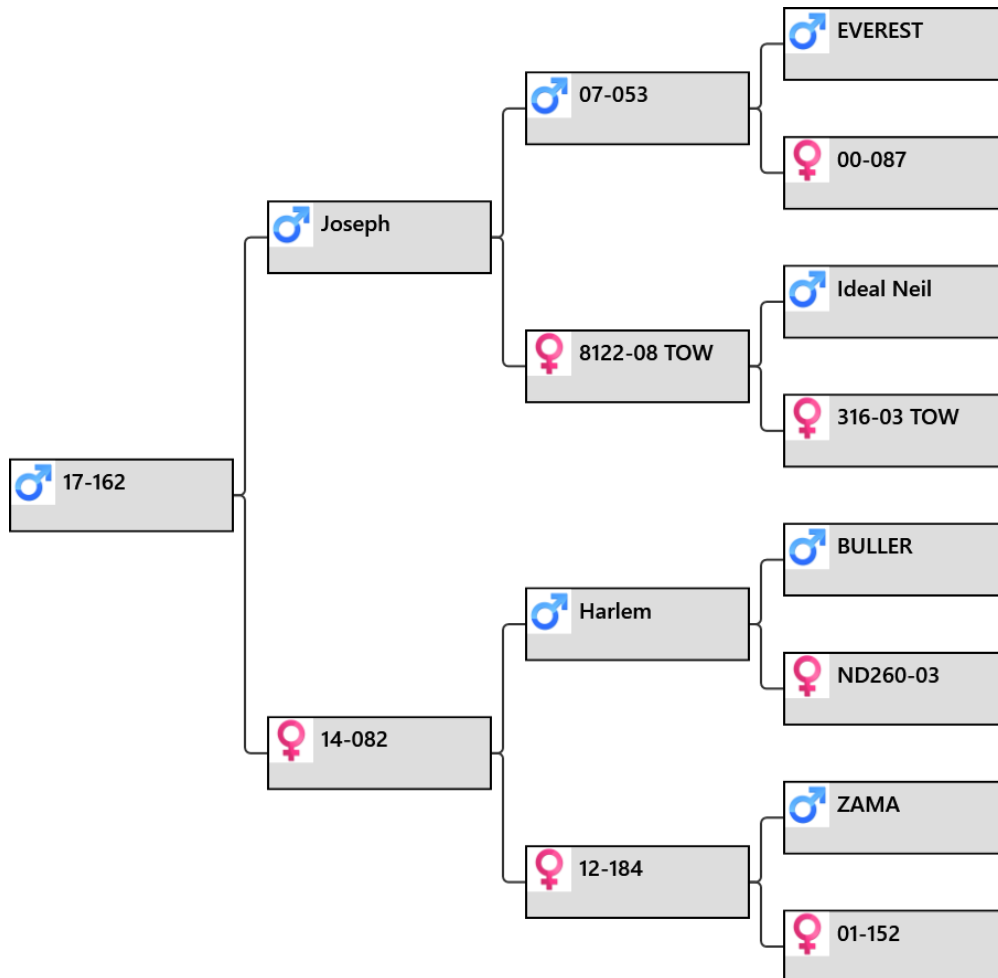 EVEREST
07-053
00-087
Joseph
Ideal Neil
8122-08 TOW
316-03 TOW
17-162
BULLER
Harlem
ND260-03
14-082
ZAMA
12-184
01-152